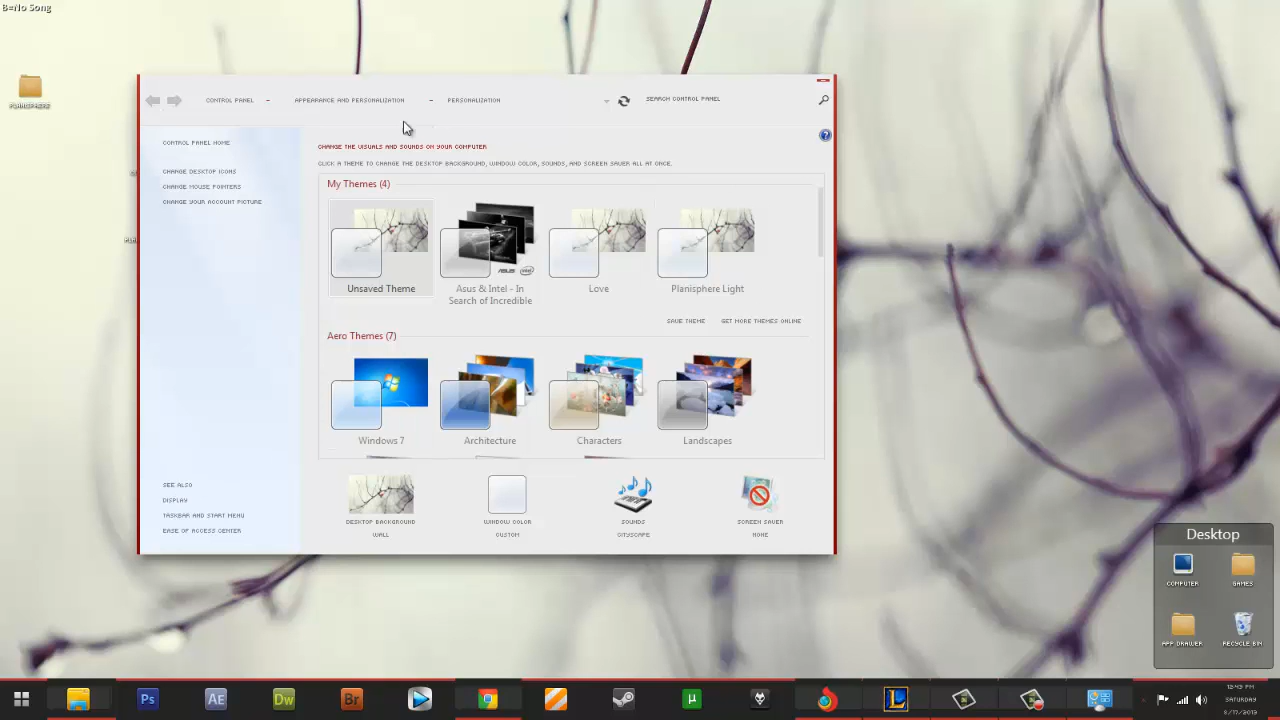 B=No Song
PLANISPHERE
CONTROL PANEL - APPEARANCE AND PERSONALIZATION - PERSONALIZATION
SEARCH CONTROL PANEL
CONTROL PANEL HOME
CHANGE DESKTOP ICONS
CHANGE MOUSE POINTERS
CHANGE YOUR ACCOUNT PICTURE
CHANGE THE VISUALS AND SOUNDS ON YOUR COMPUTER
CLICK A THEME TO CHANGE THE DESKTOP BACKGROUND, WINDOW COLOR, SOUNDS, AND SCREEN SAVER ALL AT ONCE.
My Themes (4)
Unsaved Theme
Asus & Intel - In
Search of Incredible
Love
Planisphere Light
SAVE THEME GET MORE THEMES ONLINE
Aero Themes (7)
Windows 7
Architecture
Characters
Landscapes
SEE ALSO
DISPLAY
TASKBAR AND START MENU
EASE OF ACCESS CENTER
DESKTOP BACKGROUND
WALL
WINDOW COLOR
CUSTOM
SOUNDS
CITYSCAPE
SCREEN SAVER
NONE
Desktop
COMPUTER
GAMES
APP DRAWER
RECYCLE BIN
Ps
Ae
Dw
Br
µ
L
SATURDAY